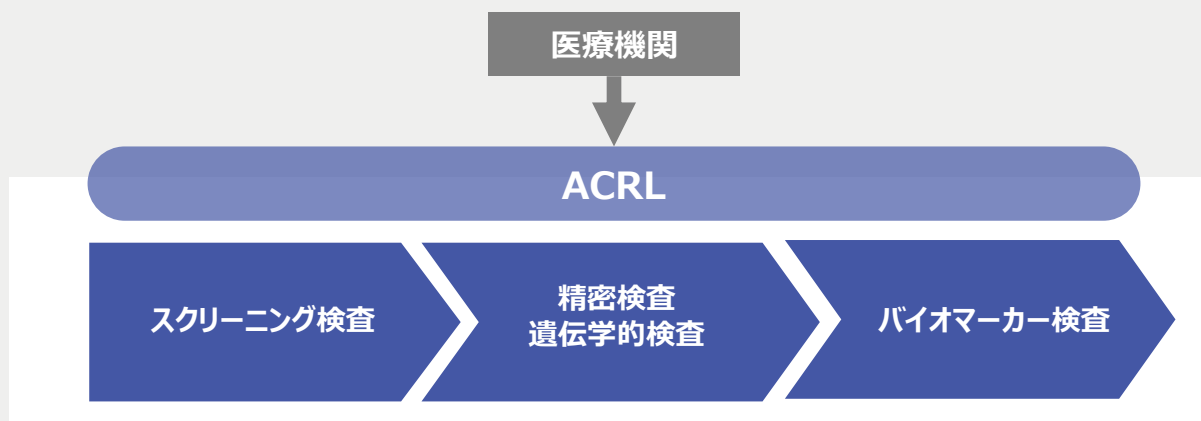 医療機関
ACRL
スクリーニング検査
精密検査
遺伝学的検査
バイオマーカー検査